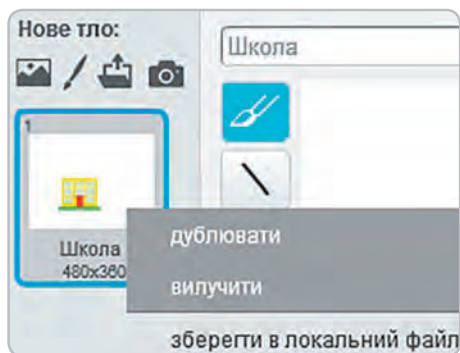 Нове тло:
Школа
1
Школа
480x360
дублювати
вилучити
зберегти в локальний файл